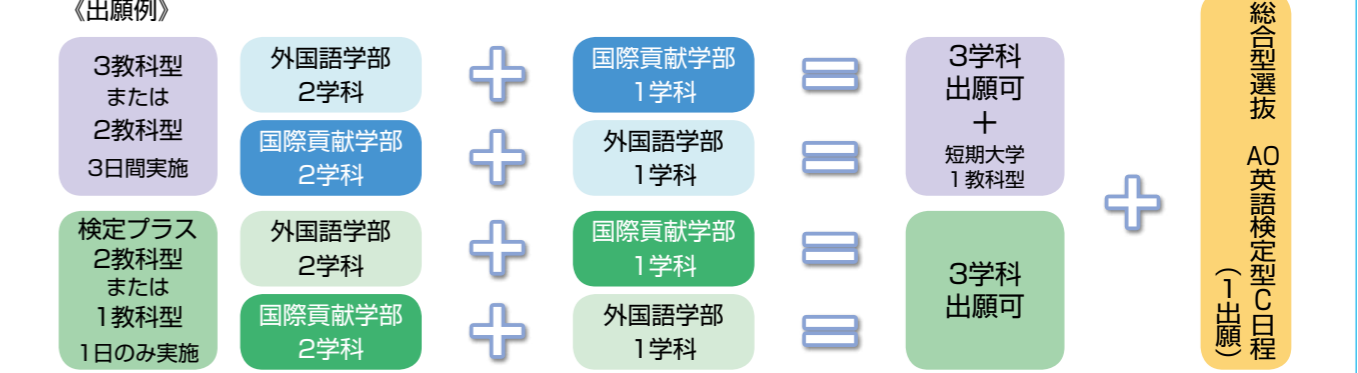 《出願例》
3教科型
または
2教科型
3日間実施
外国語学部
2学科
+
国際貢献学部
1学科
=
国際貢献学部
2学科
+
外国語学部
1学科
=
3学科
出願可
+
短期大学
1教科型
検定プラス
2教科型
または
1教科型
1日のみ実施
外国語学部
2学科
+
国際貢献学部
1学科
=
国際貢献学部
2学科
+
外国語学部
1学科
=
3学科
出願可
+
総合型選抜 AO英語検定型C日程
(1出願)